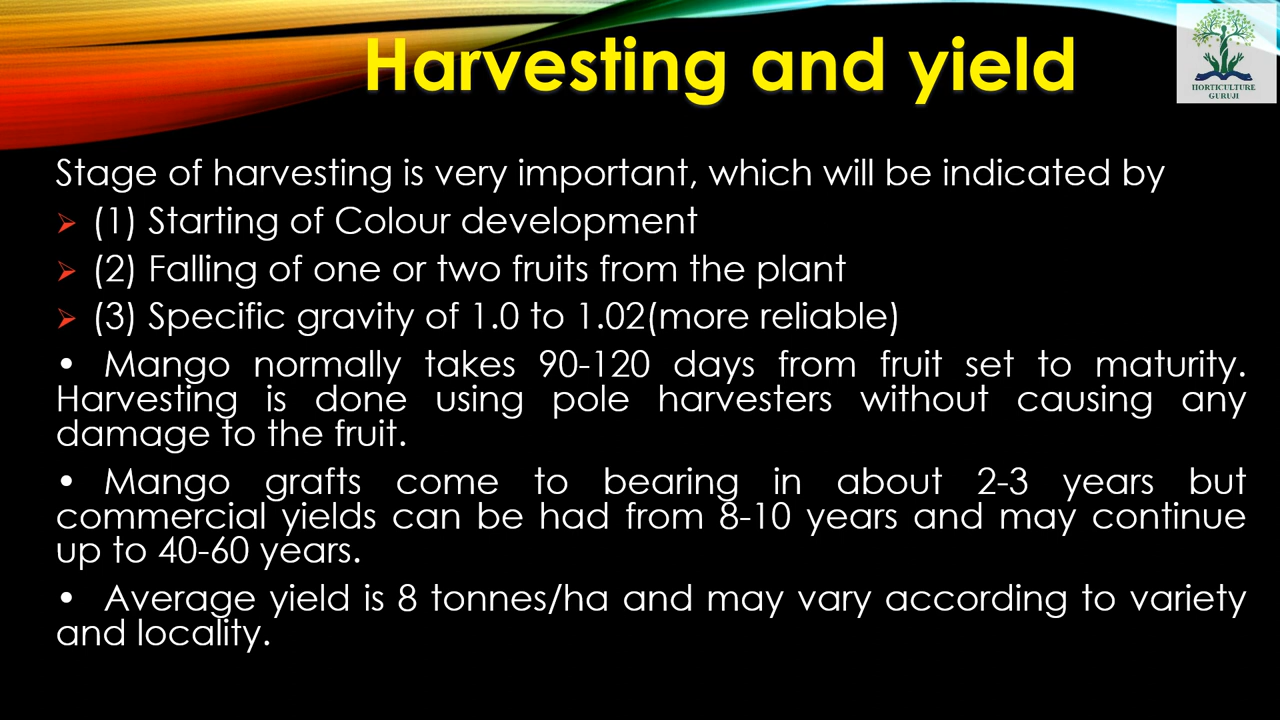 Harvesting and yield
HORTICULTURE
GURUJI
Stage of harvesting is very important, which will be indicated by
➢ (1) Starting of Colour development
➢ (2) Falling of one or two fruits from the plant
➢ (3) Specific gravity of 1.0 to 1.02(more reliable)
• Mango normally takes 90-120 days from fruit set to maturity.
Harvesting is done using pole harvesters without causing any
damage to the fruit.
• Mango grafts come to bearing in about 2-3 years but
commercial yields can be had from 8-10 years and may continue
up to 40-60 years.
• Average yield is 8 tonnes/ha and may vary according to variety
and locality.